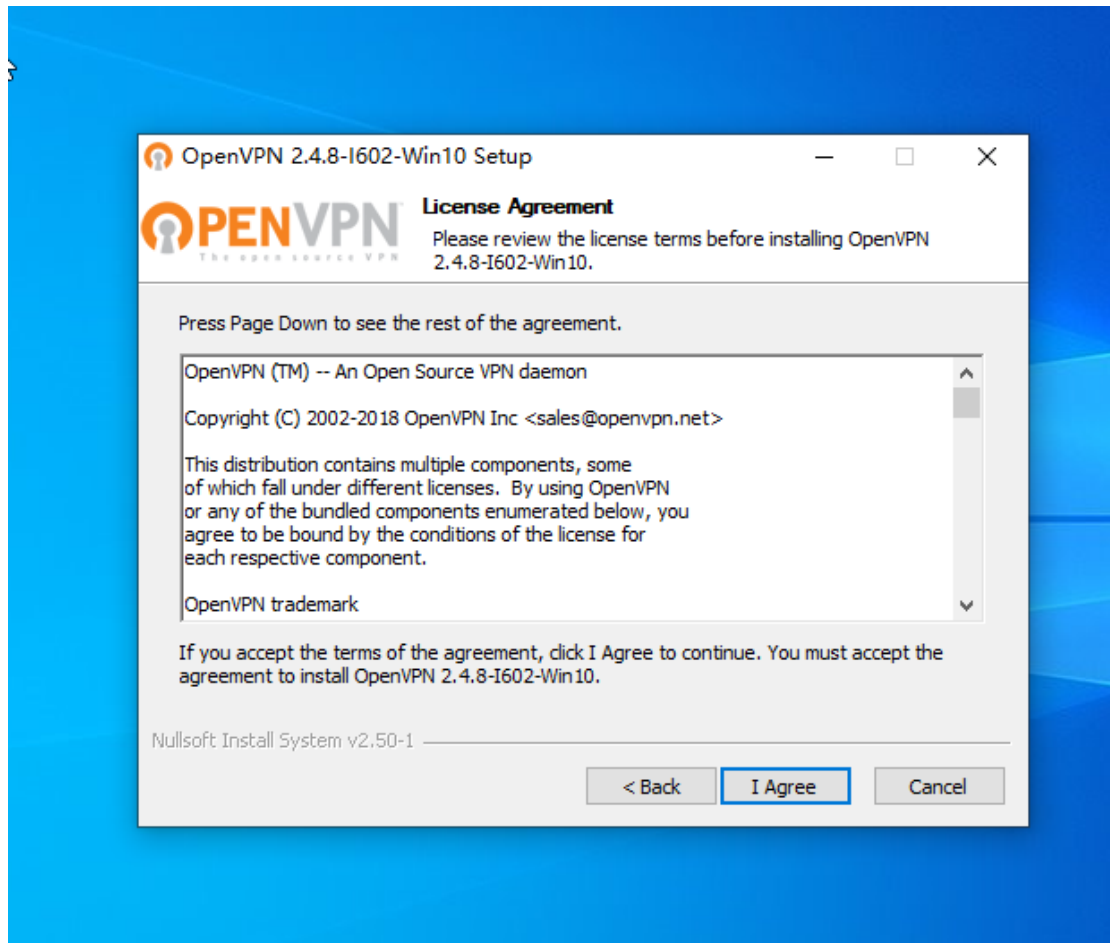 OpenVPN 2.4.8-I602-Win10 Setup
OPENVPN
The open source VPN
License Agreement
Please review the license terms before installing OpenVPN
2.4.8-I602-Win10.
Press Page Down to see the rest of the agreement.
OpenVPN (TM) -- An Open Source VPN daemon
Copyright (C) 2002-2018 OpenVPN Inc <sales@openvpn.net>
This distribution contains multiple components, some
of which fall under different licenses.  By using OpenVPN
or any of the bundled components enumerated below, you
agree to be bound by the conditions of the license for
each respective component.
OpenVPN trademark
If you accept the terms of the agreement, click I Agree to continue. You must accept the
agreement to install OpenVPN 2.4.8-I602-Win10.
Nullsoft Install System v2.50-1
< Back
I Agree
Cancel